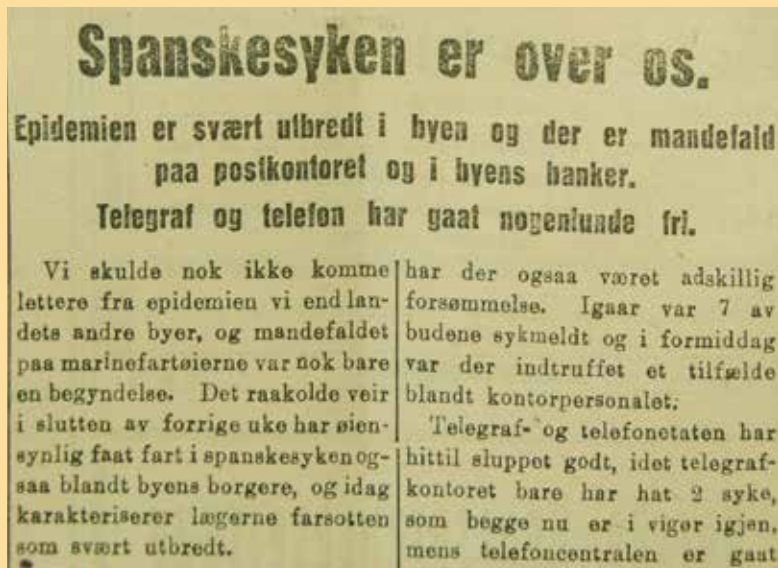 Spanskesyken er over os.
Epidemien er svært utbredt i byen og der er mandefald
paa postkontoret og i byens banker.
Telegraf og telefon har gaat nogenlunde fri.
Vi skulde nok ikke komme
lettere fra epidemien vi end lan-
dets andre byer, og mandefaldet
paa marinefartøierne var nok bare
en begyndelse. Det raakolde veir
i slutten av forrige uke har øien-
synlig faat fart i spanskesyken og-
saa blandt byens borgere, og idag
karakteriserer lægerne farsotten
som svært utbredt.
har der ogsaa været adskillig
forsømmelse. Igaar var 7 av
budene sykmeldt og i formiddag
var der indtruffet et tilfælde
blandt kontorpersonalet.
Telegraf- og telefonetaten har
hittil sluppet godt, idet telegraf-
kontoret bare har hat 2 syke,
som begge nu er i vigør igjen,
mens telefoncentralen er gaat